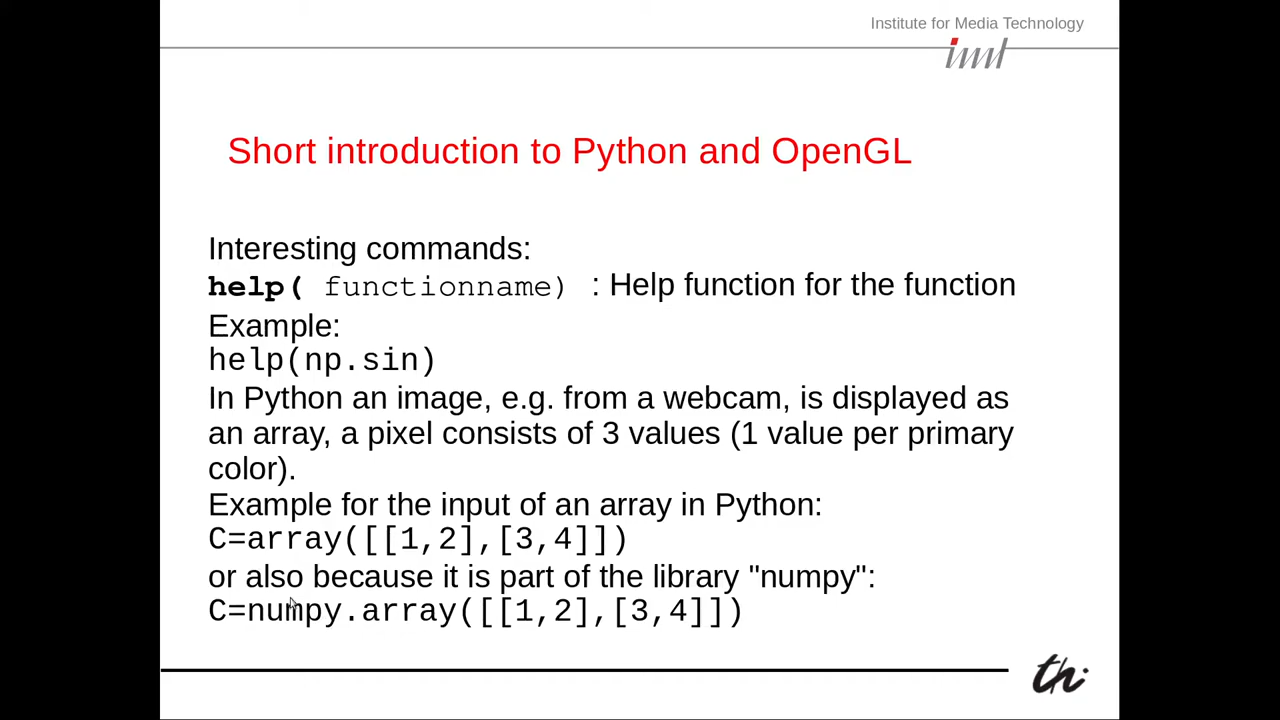 Institute for Media Technology
imt
Short introduction to Python and OpenGL
Interesting commands:
help( functionname) : Help function for the function
Example:
help(np.sin)
In Python an image, e.g. from a webcam, is displayed as
an array, a pixel consists of 3 values (1 value per primary
color).
Example for the input of an array in Python:
C=array([[1,2],[3,4]])
or also because it is part of the library "numpy":
C=numpy.array([[1,2],[3,4]])
th